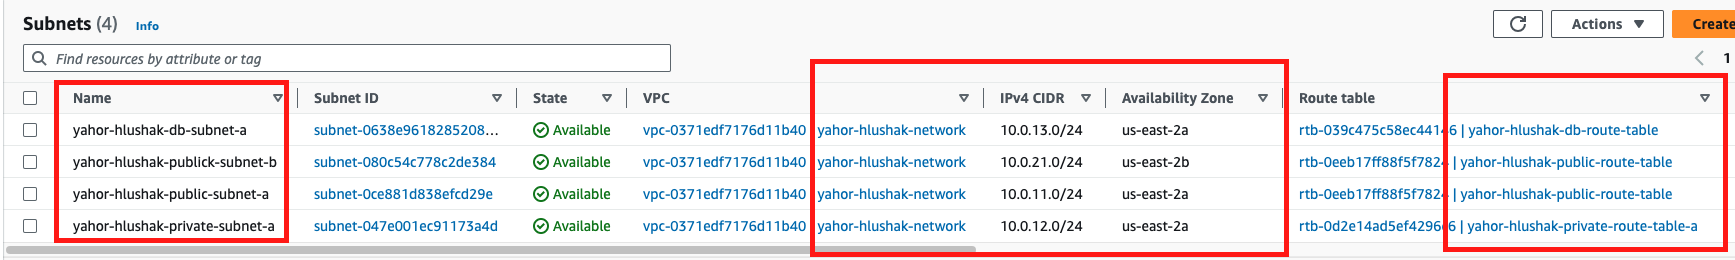 Subnets (4) Info
Actions Create
Find resources by attribute or tag
1
Name Subnet ID State VPC IPv4 CIDR Availability Zone Route table
yahor-hlushak-db-subnet-a subnet-0638e9618285208... Available vpc-0371edf7176d11b40 yahor-hlushak-network 10.0.13.0/24 us-east-2a | yahor-hlushak-db-route-table
yahor-hlushak-publick-subnet-b subnet-080c54c778c2de384 Available vpc-0371edf7176d11b40 yahor-hlushak-network 10.0.21.0/24 us-east-2b rtb-0eeb17ff88f5f7824 | yahor-hlushak-public-route-table
yahor-hlushak-public-subnet-a subnet-0ce881d838efcd29e Available vpc-0371edf7176d11b40 yahor-hlushak-network 10.0.11.0/24 us-east-2a rtb-0eeb17ff88f5f7824 | yahor-hlushak-public-route-table
yahor-hlushak-private-subnet-a subnet-047e001ec91173a4d Available vpc-0371edf7176d11b40 yahor-hlushak-network 10.0.12.0/24 us-east-2a | yahor-hlushak-private-route-table-a